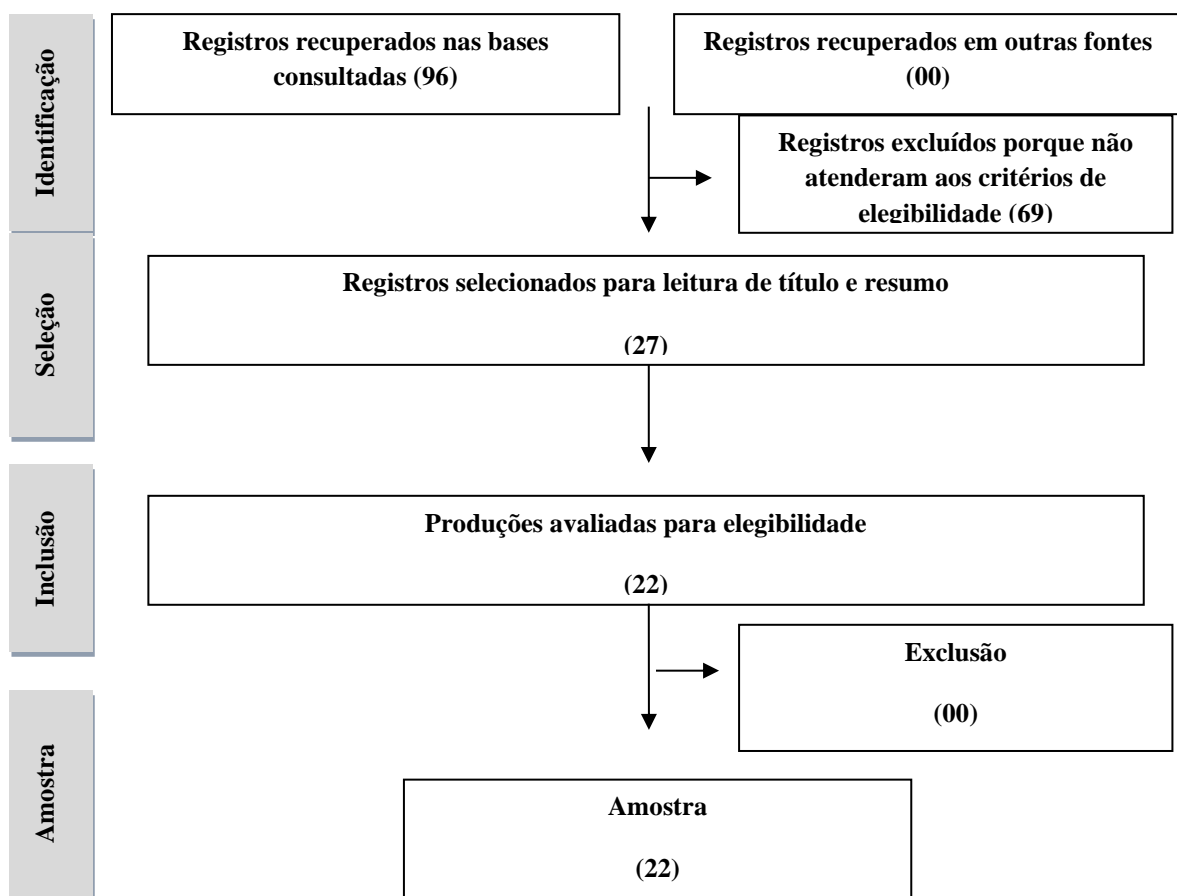 Identificação
Registros recuperados nas bases
consultadas (96)
Registros recuperados em outras fontes
(00)
Registros excluídos porque não
atenderam aos critérios de
elegibilidade (69)
Seleção
Registros selecionados para leitura de título e resumo
(27)
Inclusão
Produções avaliadas para elegibilidade
(22)
Exclusão
(00)
Amostra
Amostra
(22)